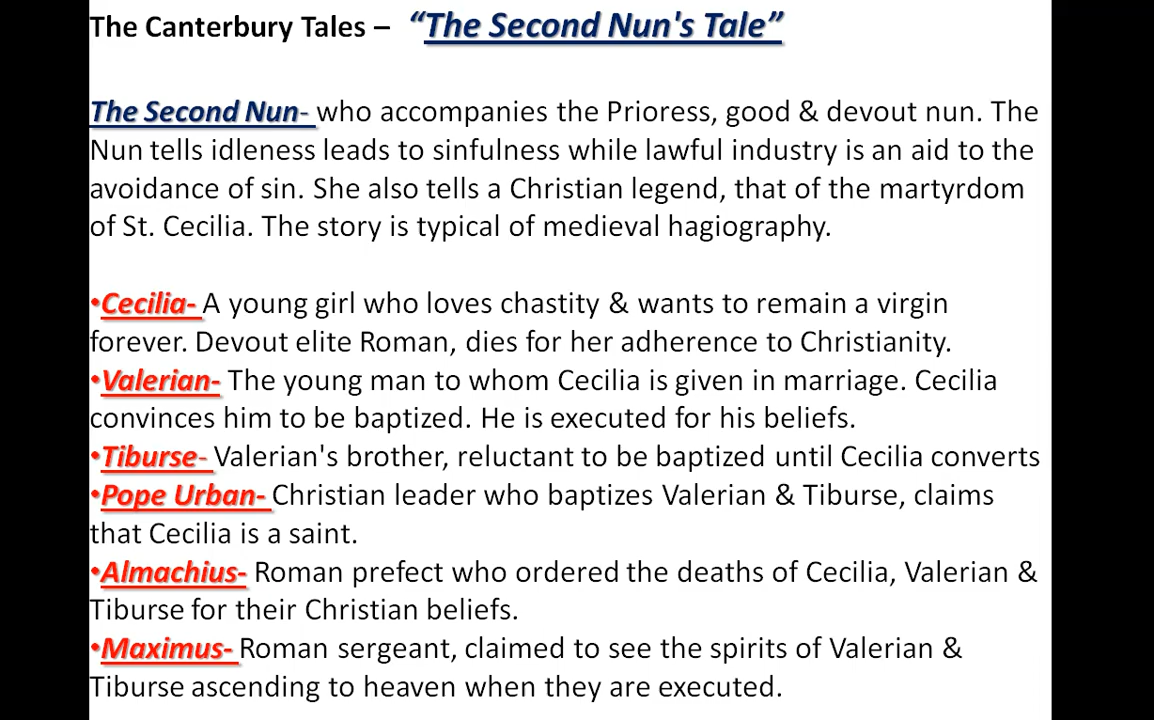 The Canterbury Tales – “The Second Nun's Tale”
The Second Nun- who accompanies the Prioress, good & devout nun. The
Nun tells idleness leads to sinfulness while lawful industry is an aid to the
avoidance of sin. She also tells a Christian legend, that of the martyrdom
of St. Cecilia. The story is typical of medieval hagiography.
•Cecilia- A young girl who loves chastity & wants to remain a virgin
forever. Devout elite Roman, dies for her adherence to Christianity.
•Valerian- The young man to whom Cecilia is given in marriage. Cecilia
convinces him to be baptized. He is executed for his beliefs.
•Tiburse- Valerian's brother, reluctant to be baptized until Cecilia converts
•Pope Urban- Christian leader who baptizes Valerian & Tiburse, claims
that Cecilia is a saint.
•Almachius- Roman prefect who ordered the deaths of Cecilia, Valerian &
Tiburse for their Christian beliefs.
•Maximus- Roman sergeant, claimed to see the spirits of Valerian &
Tiburse ascending to heaven when they are executed.